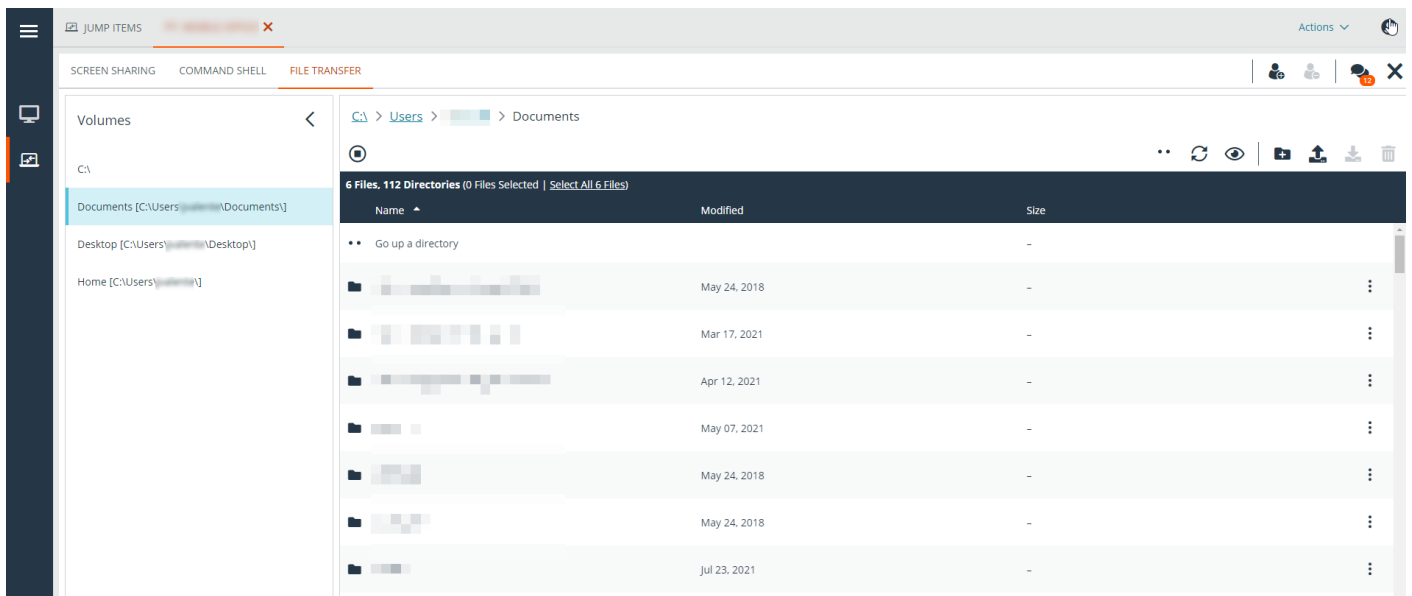 JUMP ITEMS
Actions
SCREEN SHARING COMMAND SHELL FILE TRANSFER
12
Volumes
C:\ > Users > > Documents
C:\
6 Files, 112 Directories (0 Files Selected | Select All 6 Files)
Documents [C:\Users\ \Documents\]
Name Modified Size
Desktop [C:\Users\ \Desktop\]
•• Go up a directory –
Home [C:\Users\ \]
May 24, 2018 –
Mar 17, 2021 –
Apr 12, 2021 –
May 07, 2021 –
May 24, 2018 –
May 24, 2018 –
Jul 23, 2021 –